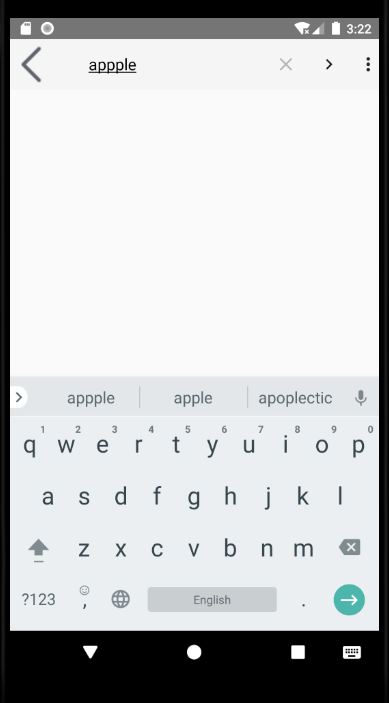 3:22
appple
appple apple apoplectic
1 2 3 4 5 6 7 8 9 0
q w e r t y u i o p
a s d f g h j k l
z x c v b n m
?123 , English .